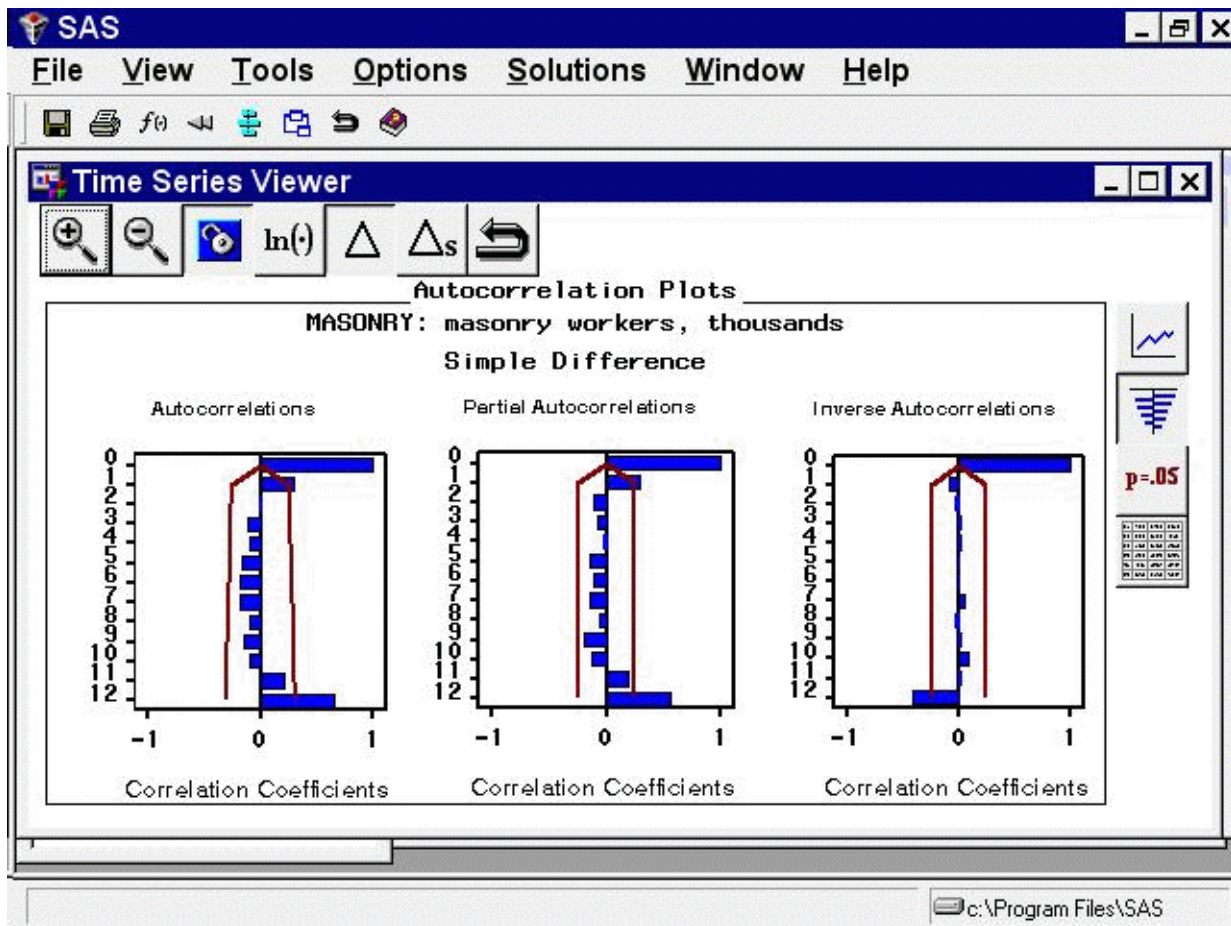 SAS
File View Tools Options Solutions Window Help
f(·)
Time Series Viewer
ln(·) Δ Δs
Autocorrelation Plots
MASONRY: masonry workers, thousands
Simple Difference
Autocorrelations Partial Autocorrelations Inverse Autocorrelations
0 0 0
1 1 1
2 2 2
3 3 3
4 4 4
5 5 5
6 6 6
7 7 7
8 8 8
9 9 9
10 10 10
11 11 11
12 12 12
-1 0 1 -1 0 1 -1 0 1
Correlation Coefficients Correlation Coefficients Correlation Coefficients
p=.05
c:\Program Files\SAS